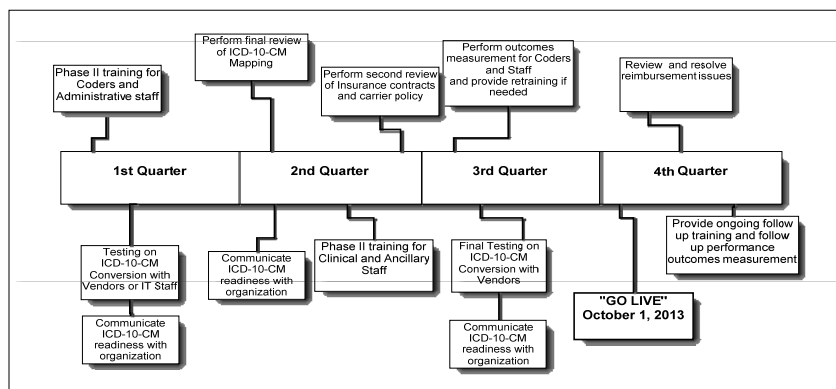 Perform final review
of ICD-10-CM
Mapping
Perform outcomes
measurement for Coders
and Staff
and provide retraining if
needed
Phase II training for
Coders and
Administrative staff
Perform second review
of Insurance contracts
and carrier policy
Review and resolve
reimbursement issues
1st Quarter
2nd Quarter
3rd Quarter
4th Quarter
Testing on
ICD-10-CM
Conversion with
Vendors or IT Staff
Communicate
ICD-10-CM
readiness with
organization
Communicate
ICD-10-CM
readiness with
organization
Phase II training for
Clinical and Ancillary
Staff
Final Testing on
ICD-10-CM
Conversion with
Vendors
Communicate
ICD-10-CM
readiness with
organization
"GO LIVE"
October 1, 2013
Provide ongoing follow
up training and follow
up performance
outcomes measurement